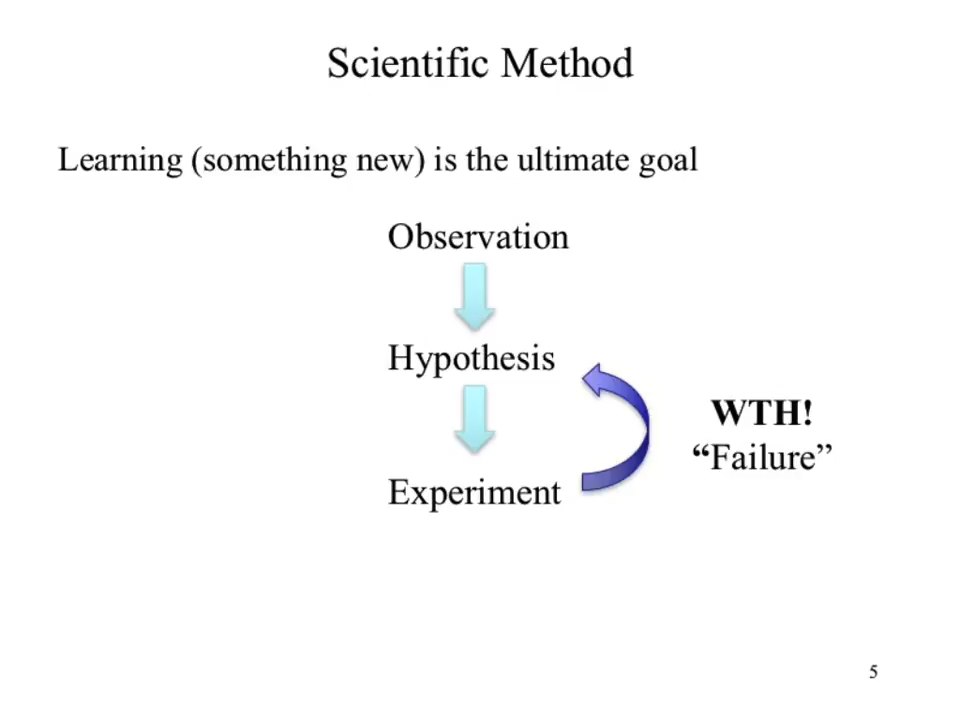 Scientific Method
Learning (something new) is the ultimate goal
Observation
Hypothesis
WTH!
“Failure”
Experiment
5